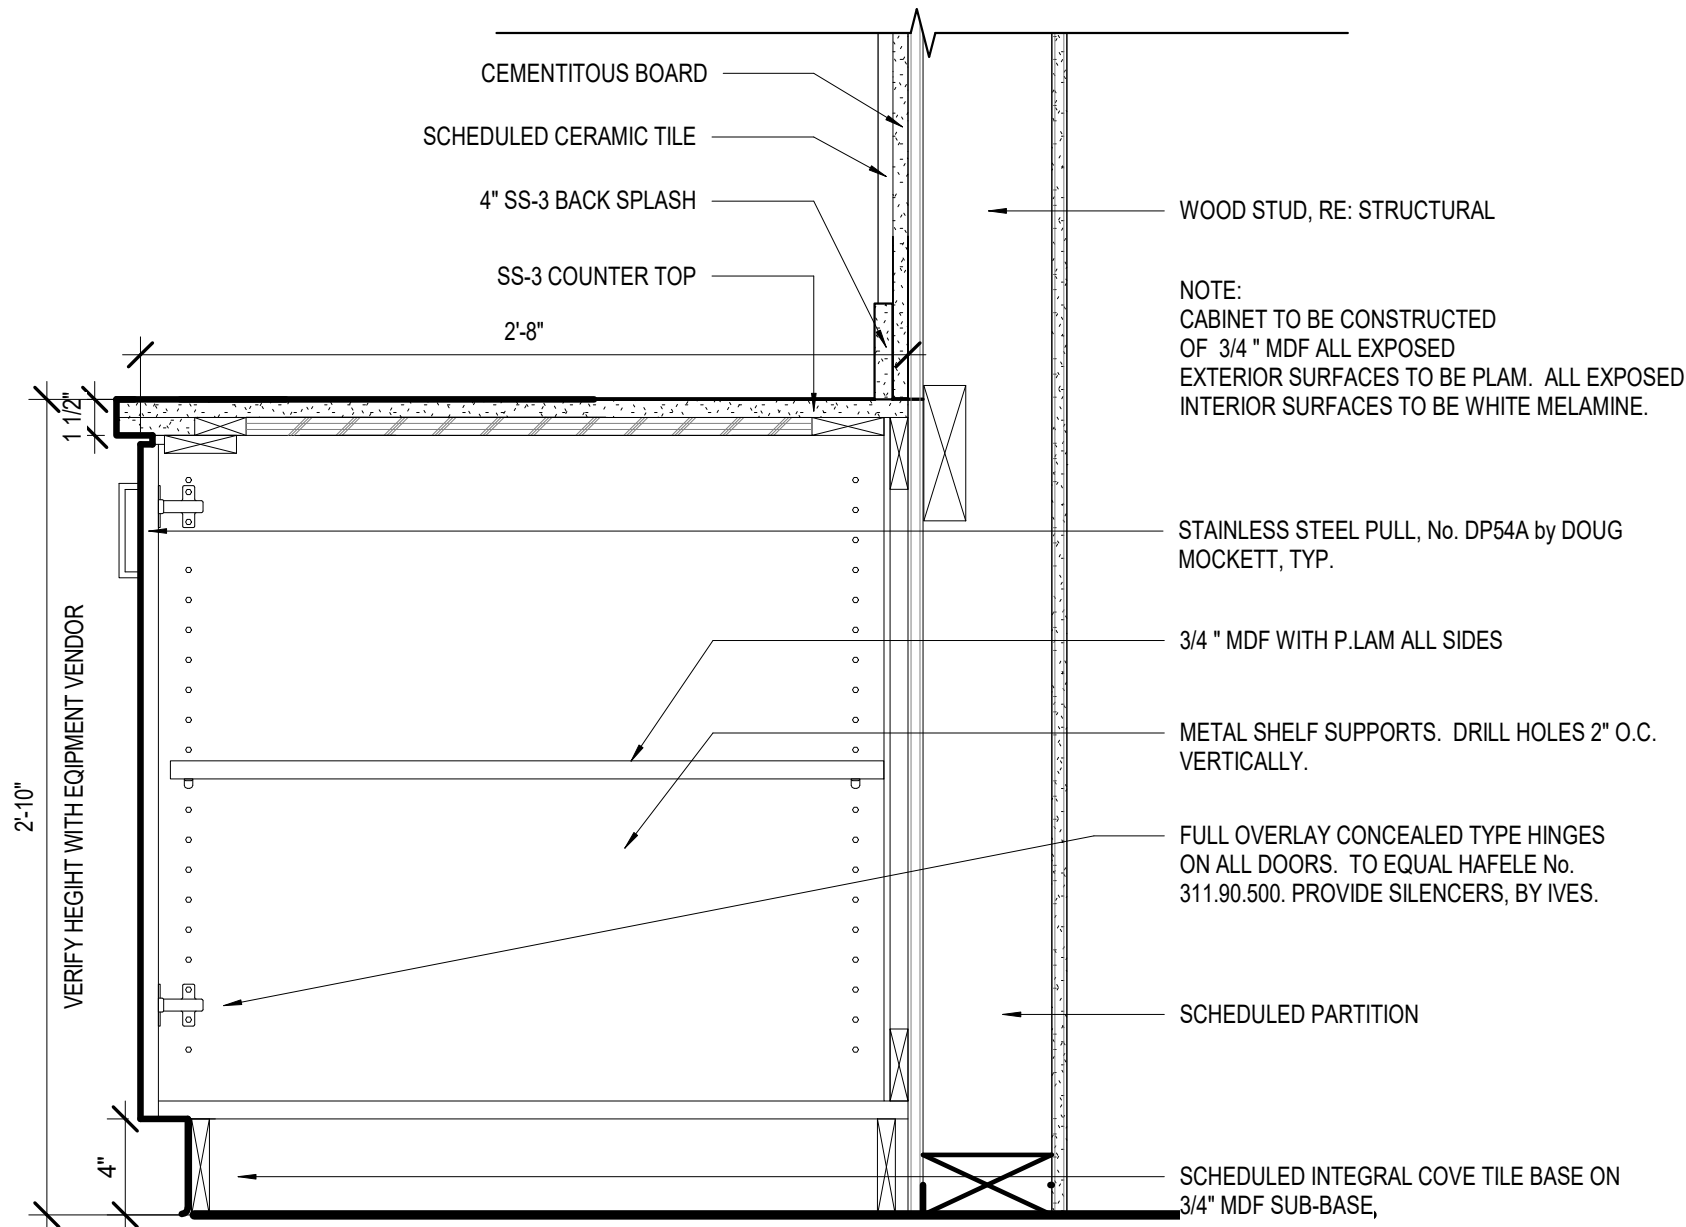 CEMENTITOUS BOARD
SCHEDULED CERAMIC TILE
4" SS-3 BACK SPLASH
SS-3 COUNTER TOP
2'-8"
1 1/2"
2'-10"
VERIFY HEGIHT WITH EQIPMENT VENDOR
4"
WOOD STUD, RE: STRUCTURAL
NOTE:
CABINET TO BE CONSTRUCTED
OF 3/4 " MDF ALL EXPOSED
EXTERIOR SURFACES TO BE PLAM. ALL EXPOSED
INTERIOR SURFACES TO BE WHITE MELAMINE.
STAINLESS STEEL PULL, No. DP54A by DOUG
MOCKETT, TYP.
3/4 " MDF WITH P.LAM ALL SIDES
METAL SHELF SUPPORTS. DRILL HOLES 2" O.C.
VERTICALLY.
FULL OVERLAY CONCEALED TYPE HINGES
ON ALL DOORS. TO EQUAL HAFELE No.
311.90.500. PROVIDE SILENCERS, BY IVES.
SCHEDULED PARTITION
SCHEDULED INTEGRAL COVE TILE BASE ON
3/4" MDF SUB-BASE,